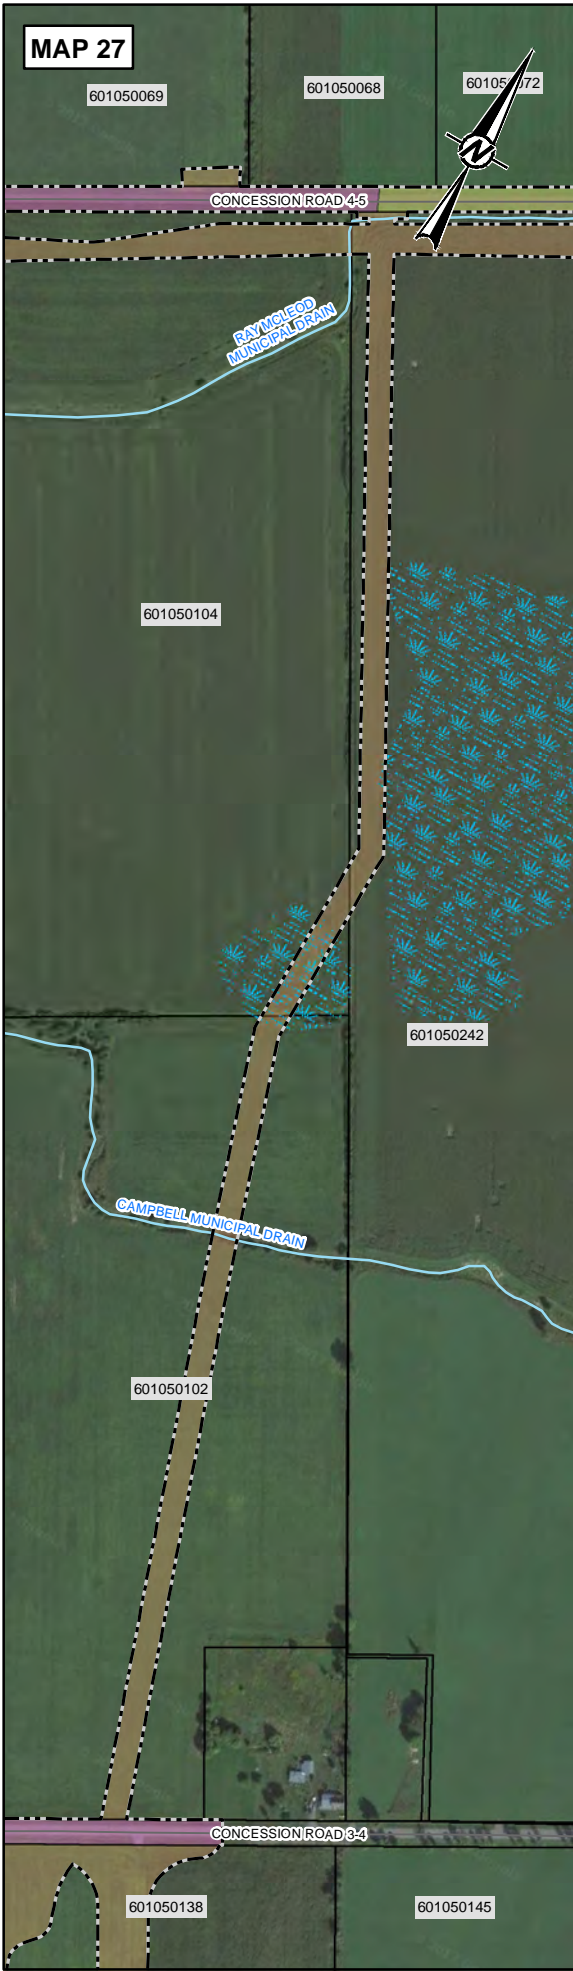 MAP 27
601050069
601050068
N
CONCESSION ROAD 4-5
RAY MCLEOD
MUNICIPAL DRAIN
601050104
601050242
CAMPBELL MUNICIPAL DRAIN
601050102
CONCESSION ROAD 3-4
601050138
601050145